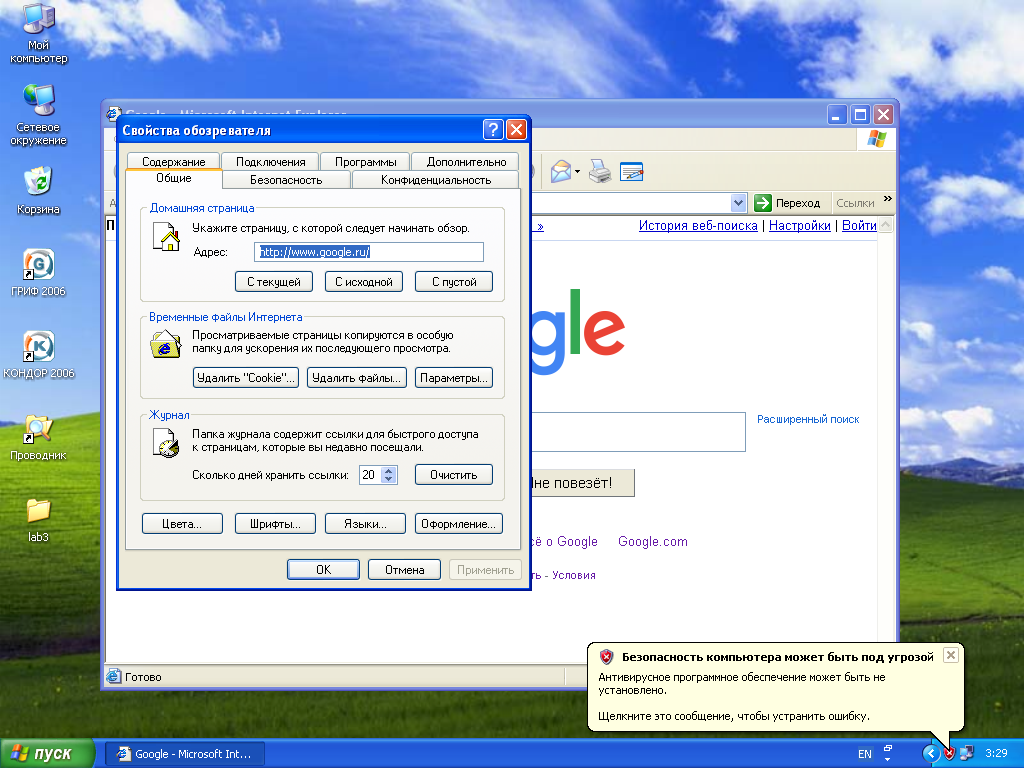 Мой
компьютер
Сетевое
окружение
Корзина
ГРИФ 2006
КОНДОР 2006
Проводник
lab3
Google - Microsoft Internet Explorer
Свойства обозревателя
Содержание
Подключения
Программы
Дополнительно
Общие
Безопасность
Конфиденциальность
Домашняя страница
Укажите страницу, с которой следует начинать обзор.
Адрес:
http://www.google.ru/
С текущей
С исходной
С пустой
Временные файлы Интернета
Просматриваемые страницы копируются в особую
папку для ускорения их последующего просмотра.
Удалить "Cookie"...
Удалить файлы...
Параметры...
Журнал
Папка журнала содержит ссылки для быстрого доступа
к страницам, которые вы недавно посещали.
Сколько дней хранить ссылки:
20
Очистить
Цвета...
Шрифты...
Языки...
Оформление...
OK
Отмена
Применить
Переход
Ссылки »
А
П
»
История веб-поиска | Настройки | Войти
gle
Расширенный поиск
не повезёт!
сё о Google
Google.com
ть - Условия
Готово
Безопасность компьютера может быть под угрозой
Антивирусное программное обеспечение может быть не
установлено.
Щелкните это сообщение, чтобы устранить ошибку.
пуск
Google - Microsoft Int...
EN
3:29